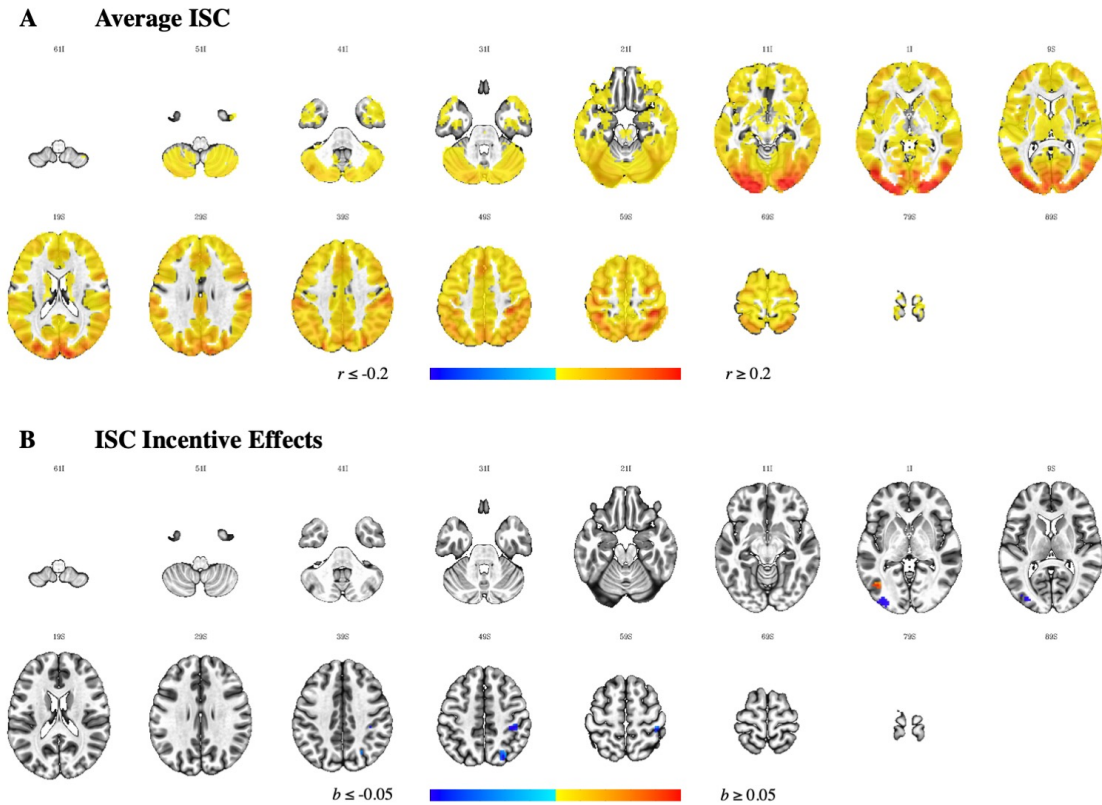 A Average ISC
61I 51I 41I 31I 21I 11I 1I 9S
19S 29S 39S 49S 59S 69S 79S 89S
r ≤ -0.2 r ≥ 0.2
B ISC Incentive Effects
61I 51I 41I 31I 21I 11I 1I 9S
19S 29S 39S 49S 59S 69S 79S 89S
b ≤ -0.05 b ≥ 0.05